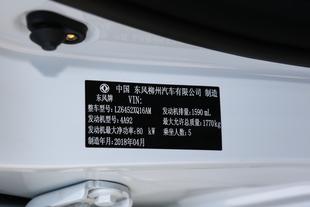 中国 东风柳州汽车有限公司 制造
东风牌 VIN:
整车型号:LZ6452XQ16AM 发动机排量:1590 mL
发动机型号:4A92 最大允许总质量:1770kg
发动机最大净功率:80 kW 乘坐人数:5
制造年月:2018年04月